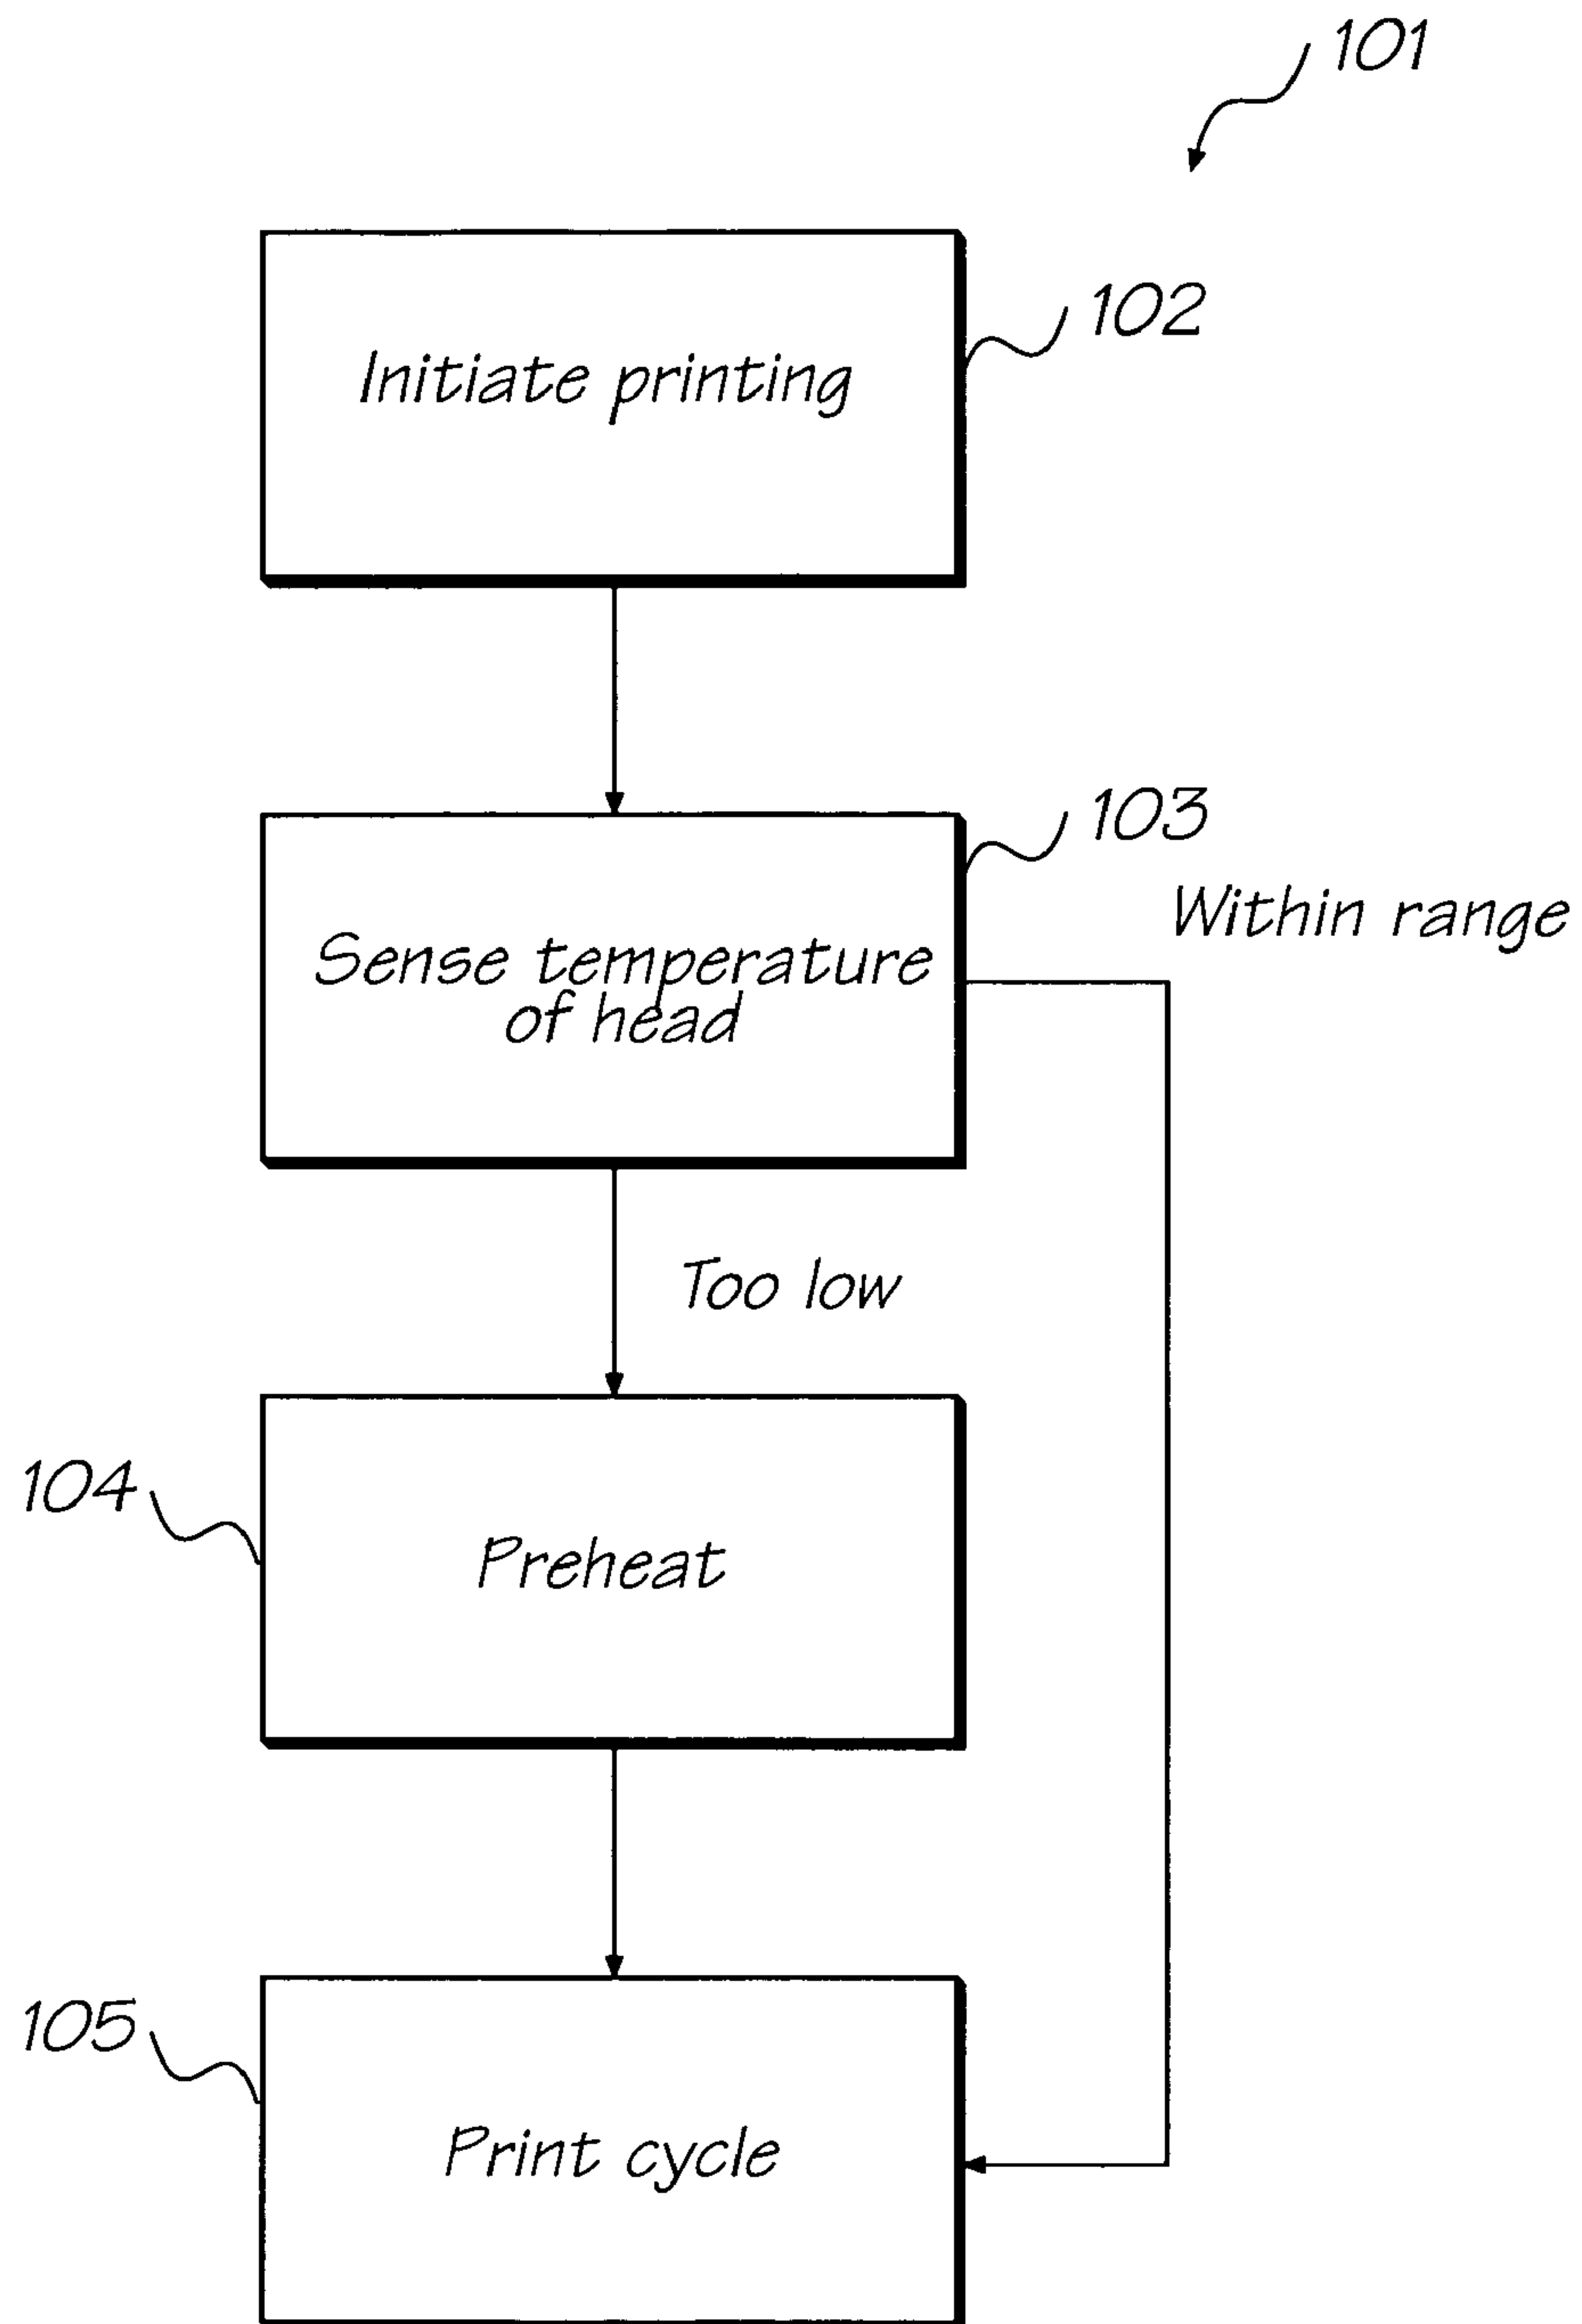 101
Initiate printing
102
Sense temperature
of head
103
Within range
Too low
104
Preheat
105
Print cycle